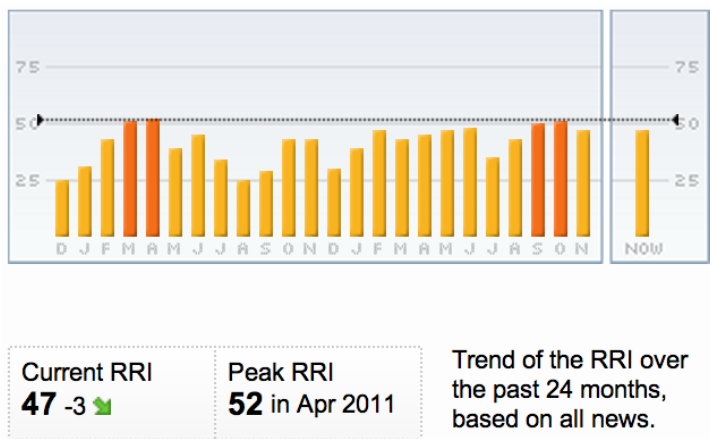 75 75
50 50
25 25
D J F M A M J J A S O N D J F M A M J J A S O N NOW
Current RRI
47 -3
Peak RRI
52 in Apr 2011
Trend of the RRI over
the past 24 months,
based on all news.